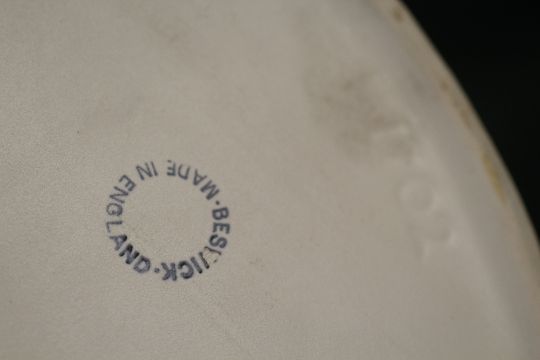 BESWICK · MADE IN ENGLAND ·